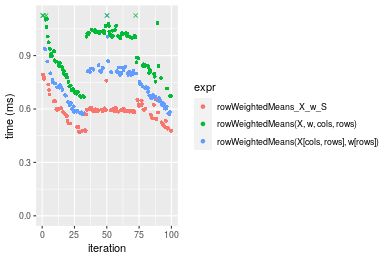 time (ms)
0.9
0.6
0.3
0.0
0
25
50
75
100
iteration
expr
rowWeightedMeans_X_w_S
rowWeightedMeans(X, w, cols, rows)
rowWeightedMeans(X[cols, rows], w[rows])